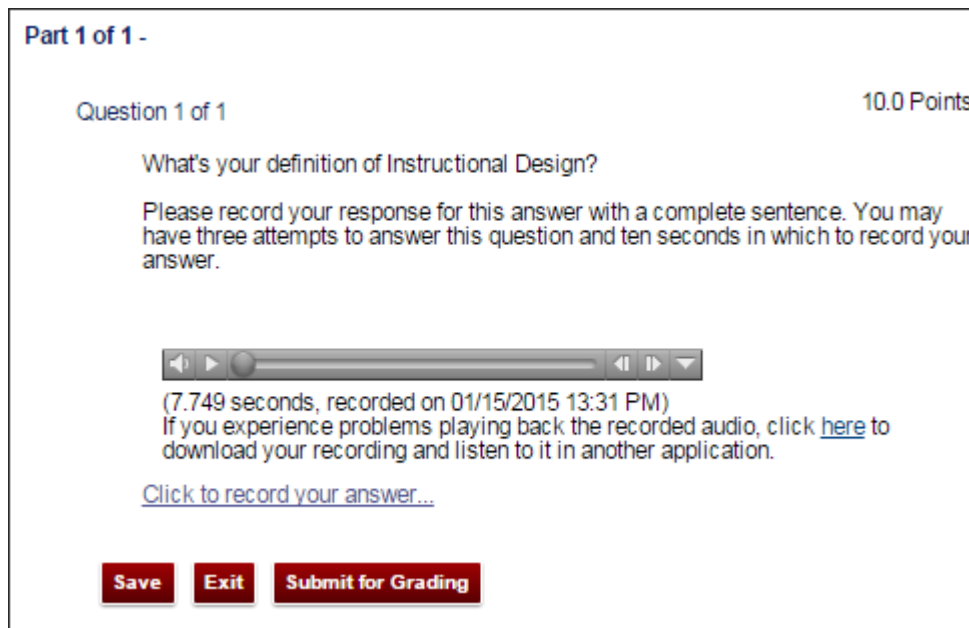 Part 1 of 1 -
Question 1 of 1
10.0 Points
What's your definition of Instructional Design?
Please record your response for this answer with a complete sentence. You may
have three attempts to answer this question and ten seconds in which to record your
answer.
(7.749 seconds, recorded on 01/15/2015 13:31 PM)
If you experience problems playing back the recorded audio, click here to
download your recording and listen to it in another application.
Click to record your answer...
Save
Exit
Submit for Grading